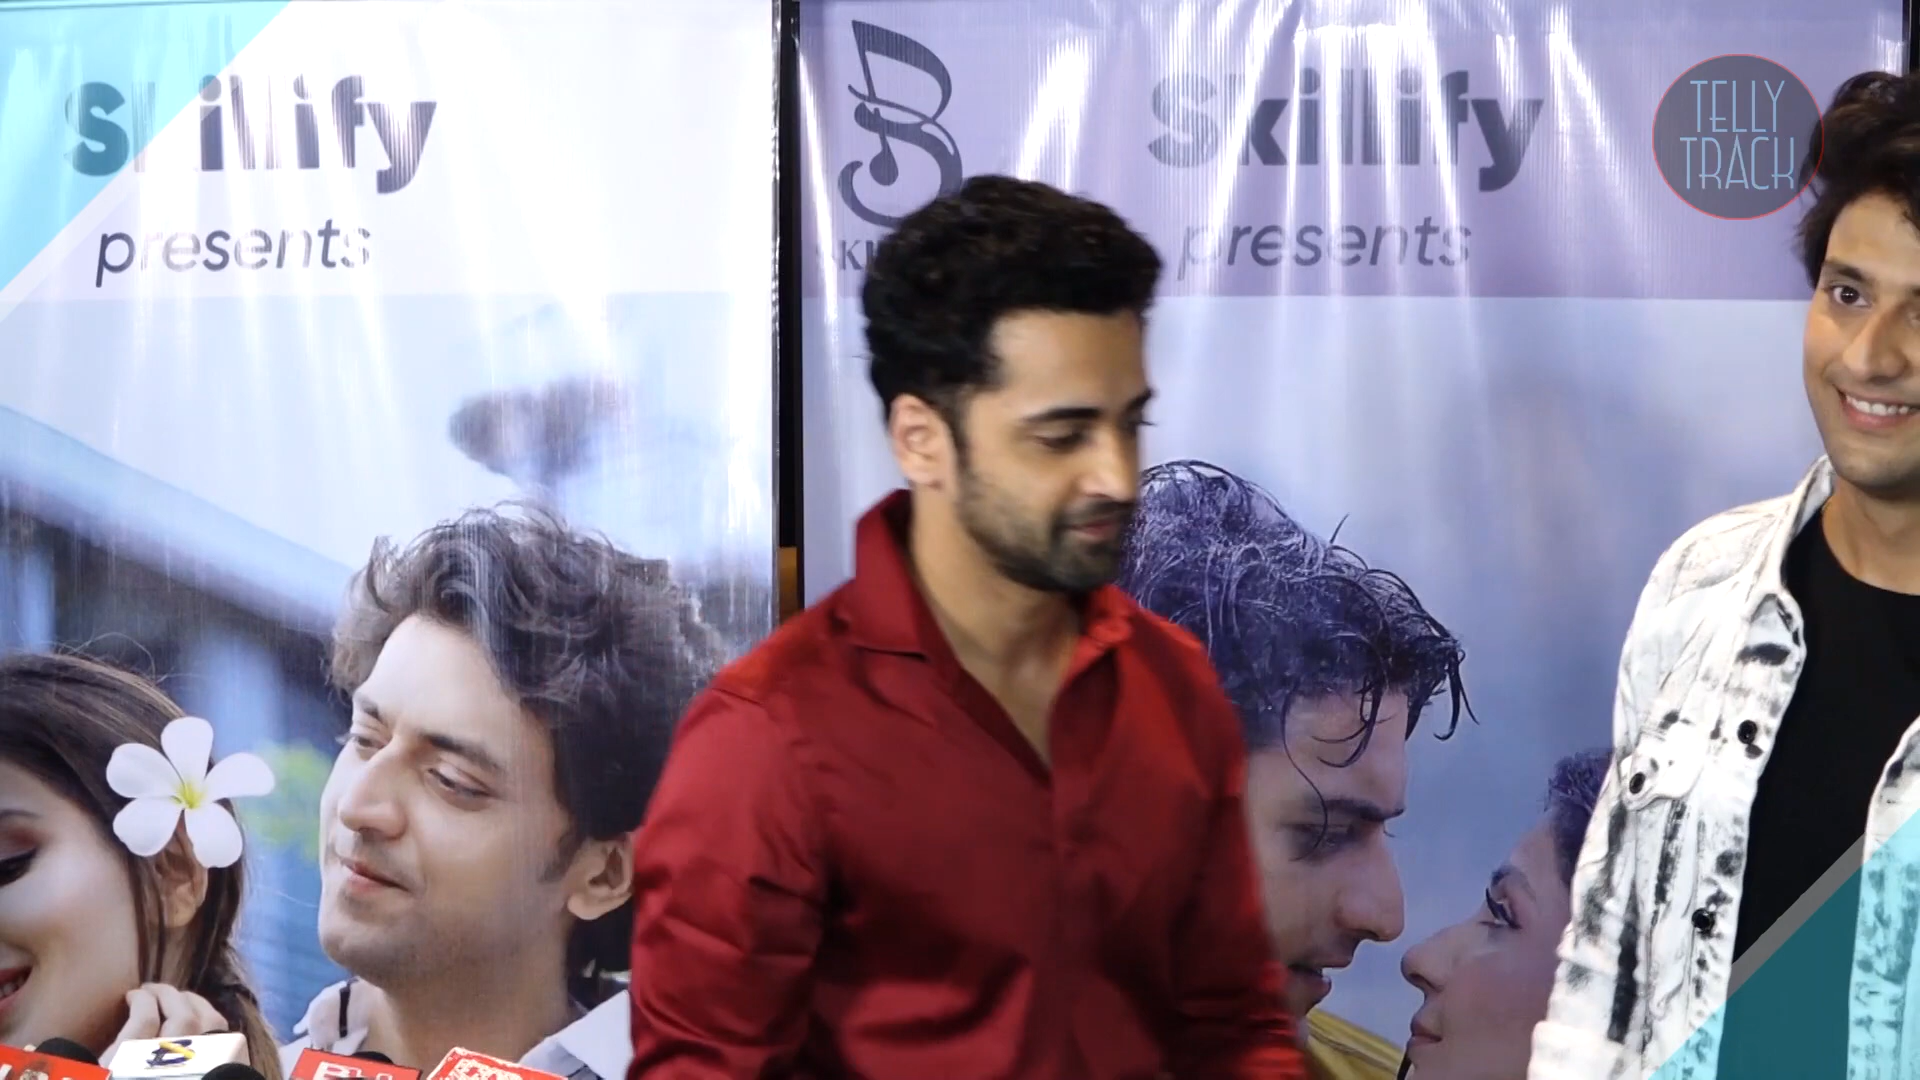 Skillify
presents
Skillify
presents
TELLY
TRACK